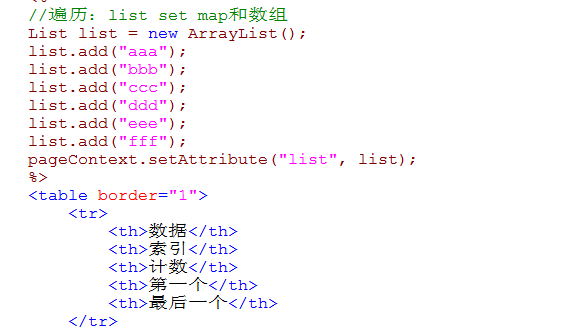 //遍历: list set map和数组
List list = new ArrayList();
list.add("aaa");
list.add("bbb");
list.add("ccc");
list.add("ddd");
list.add("eee");
list.add("fff");
pageContext.setAttribute("list", list);
%>
<table border="1">
<tr>
<th>数据</th>
<th>索引</th>
<th>计数</th>
<th>第一个</th>
<th>最后一个</th>
</tr>